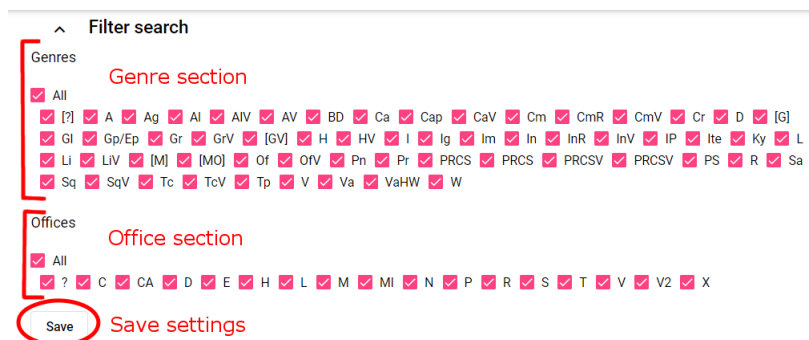 Filter search
Genres
Genre section
All
[?] A Ag Al AlV AV BD Ca Cap CaV Cm CmR CmV Cr D [G]
Gl Gp/Ep Gr GrV [GV] H HV I Ig Im In InR InV IP Ite Ky L
Li LiV [M] [MO] Of OfV Pn Pr PRCS PRCS PRCSV PRCSV PS R Sa
Sq SqV Tc TcV Tp V Va VaHW W
Offices
Office section
All
? C CA D E H L M MI N P R S T V V2 X
Save Save settings